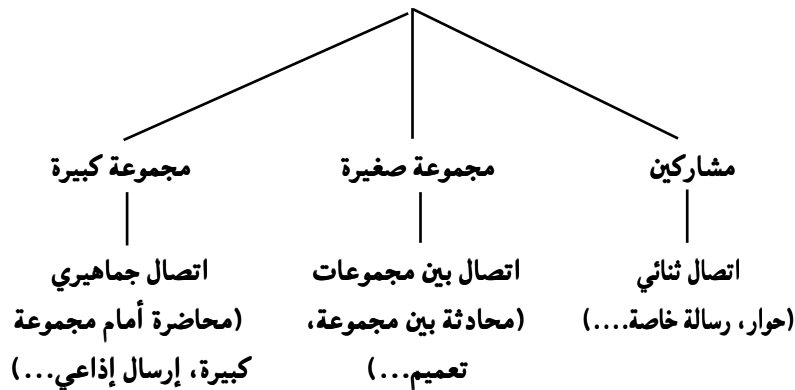 مشاركين
مجموعة صغيرة
مجموعة كبيرة
اتصال ثنائي
(حوار، رسالة خاصة....)
اتصال بين مجموعات
(محادثة بين مجموعة،
تعميم...)
اتصال جماهيري
(محاضرة أمام مجموعة
كبيرة، إرسال إذاعي...)